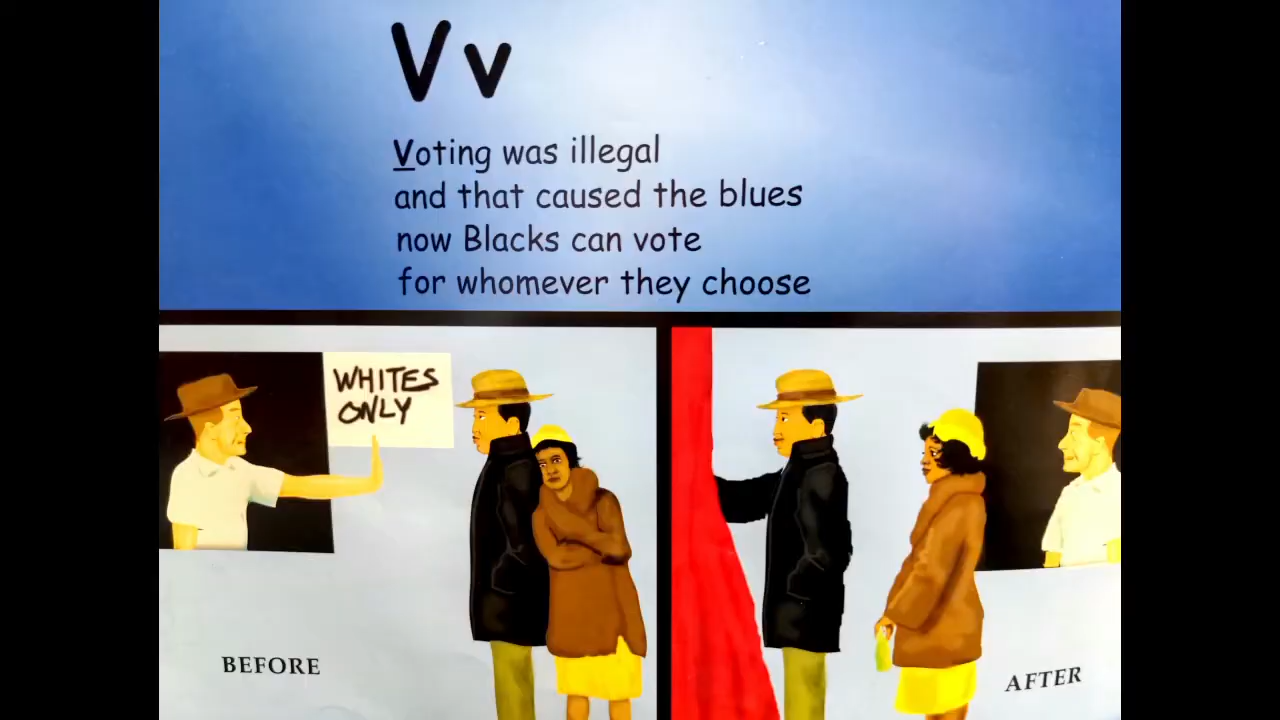 V v
Voting was illegal
and that caused the blues
now Blacks can vote
for whomever they choose
WHITES
ONLY
BEFORE
AFTER